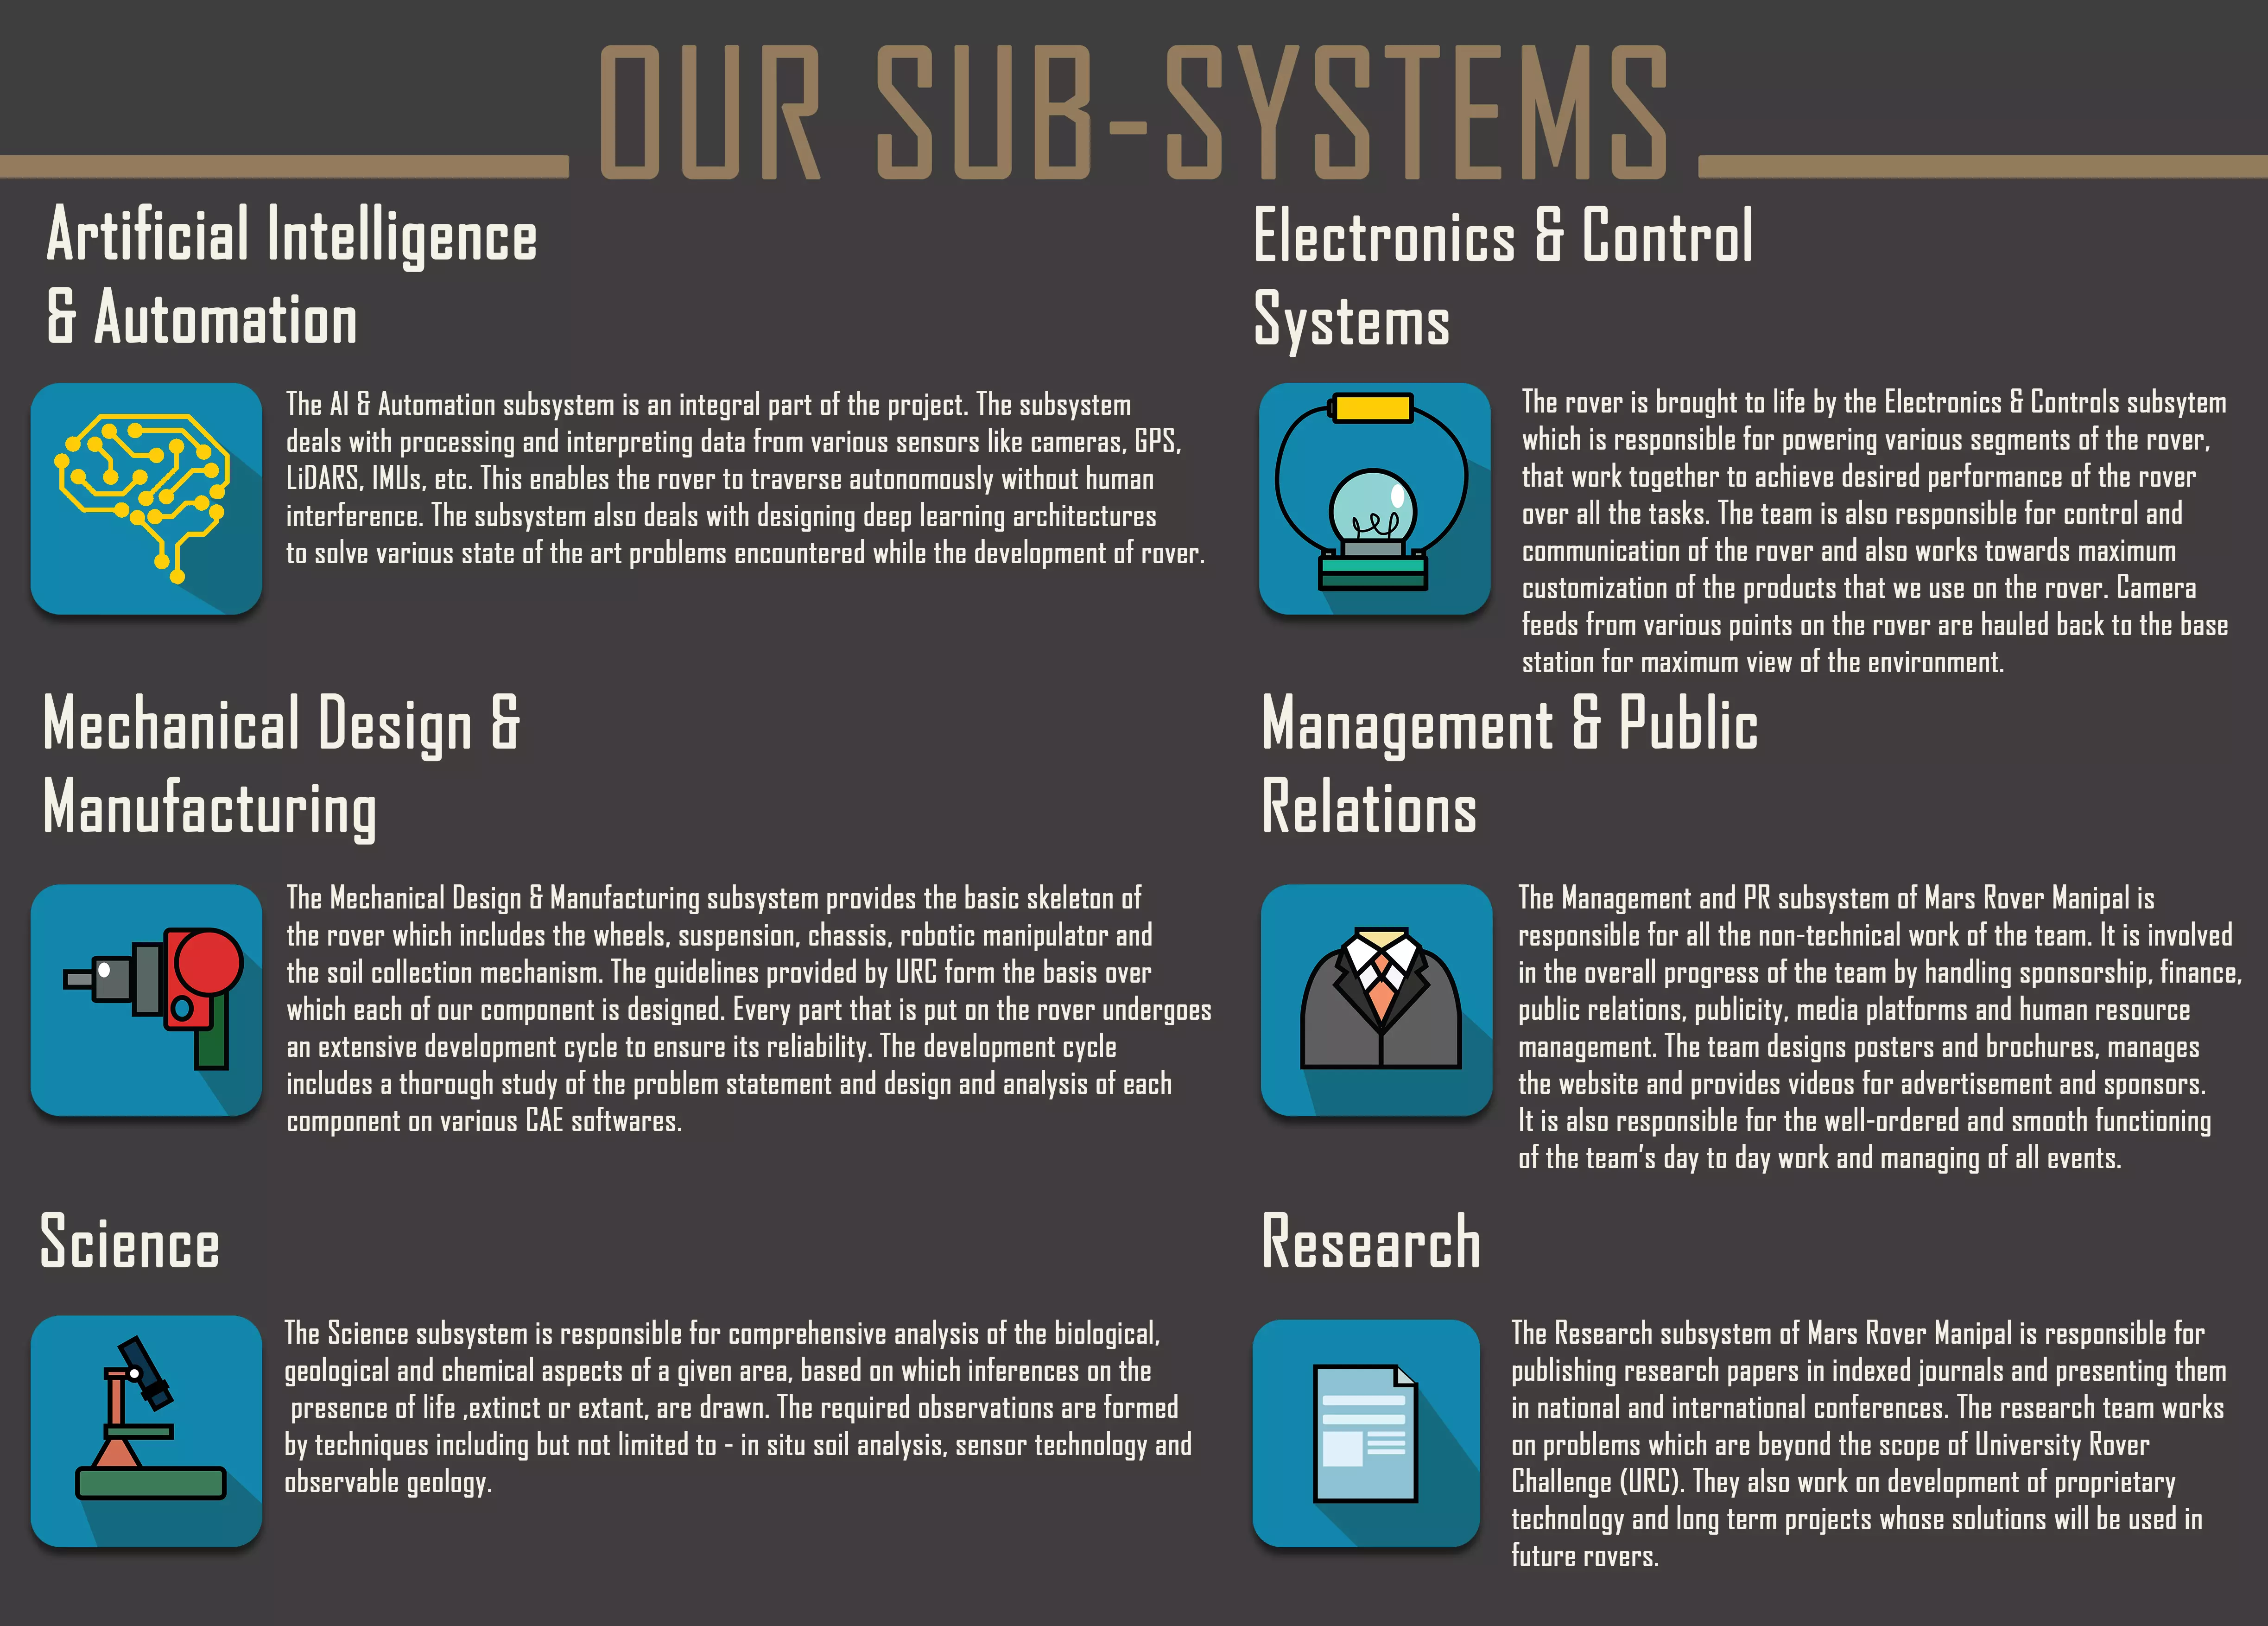 OUR SUB-SYSTEMS
Artificial Intelligence
& Automation
The AI & Automation subsystem is an integral part of the project. The subsystem
deals with processing and interpreting data from various sensors like cameras, GPS,
LiDARS, IMUs, etc. This enables the rover to traverse autonomously without human
interference. The subsystem also deals with designing deep learning architectures
to solve various state of the art problems encountered while the development of rover.
Electronics & Control
Systems
The rover is brought to life by the Electronics & Controls subsytem
which is responsible for powering various segments of the rover,
that work together to achieve desired performance of the rover
over all the tasks. The team is also responsible for control and
communication of the rover and also works towards maximum
customization of the products that we use on the rover. Camera
feeds from various points on the rover are hauled back to the base
station for maximum view of the environment.
Mechanical Design &
Manufacturing
The Mechanical Design & Manufacturing subsystem provides the basic skeleton of
the rover which includes the wheels, suspension, chassis, robotic manipulator and
the soil collection mechanism. The guidelines provided by URC form the basis over
which each of our component is designed. Every part that is put on the rover undergoes
an extensive development cycle to ensure its reliability. The development cycle
includes a thorough study of the problem statement and design and analysis of each
component on various CAE softwares.
Management & Public
Relations
The Management and PR subsystem of Mars Rover Manipal is
responsible for all the non-technical work of the team. It is involved
in the overall progress of the team by handling sponsorship, finance,
public relations, publicity, media platforms and human resource
management. The team designs posters and brochures, manages
the website and provides videos for advertisement and sponsors.
It is also responsible for the well-ordered and smooth functioning
of the team's day to day work and managing of all events.
Science
The Science subsystem is responsible for comprehensive analysis of the biological,
geological and chemical aspects of a given area, based on which inferences on the
presence of life ,extinct or extant, are drawn. The required observations are formed
by techniques including but not limited to - in situ soil analysis, sensor technology and
observable geology.
Research
The Research subsystem of Mars Rover Manipal is responsible for
publishing research papers in indexed journals and presenting them
in national and international conferences. The research team works
on problems which are beyond the scope of University Rover
Challenge (URC). They also work on development of proprietary
technology and long term projects whose solutions will be used in
future rovers.